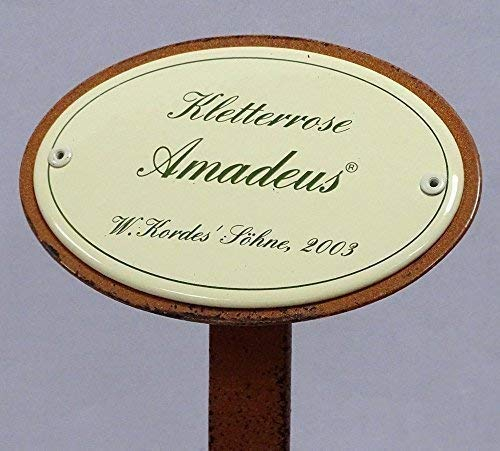 Kletterrose
Amadeus®
W. Kordes' Söhne, 2003